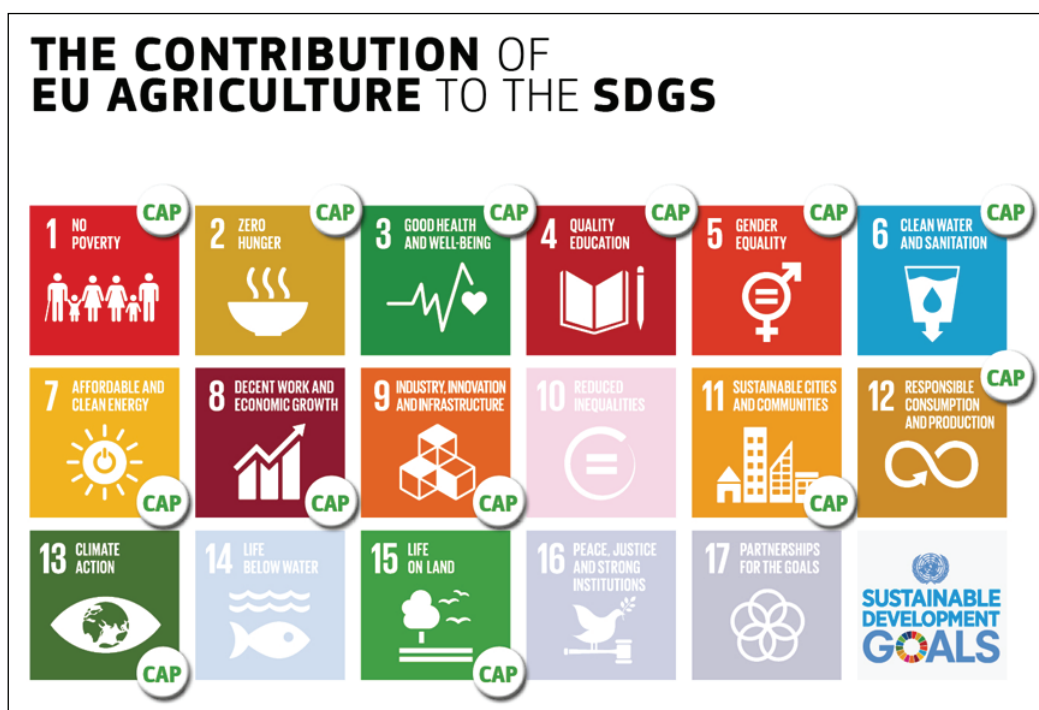 THE CONTRIBUTION OF
EU AGRICULTURE TO THE SDGS
1 NO
POVERTY
CAP
2 ZERO
HUNGER
CAP
3 GOOD HEALTH
AND WELL-BEING
CAP
4 QUALITY
EDUCATION
CAP
5 GENDER
EQUALITY
CAP
6 CLEAN WATER
AND SANITATION
CAP
7 AFFORDABLE AND
CLEAN ENERGY
CAP
8 DECENT WORK AND
ECONOMIC GROWTH
CAP
9 INDUSTRY, INNOVATION
AND INFRASTRUCTURE
CAP
10 REDUCED
INEQUALITIES
11 SUSTAINABLE CITIES
AND COMMUNITIES
CAP
12 RESPONSIBLE
CONSUMPTION
AND PRODUCTION
CAP
13 CLIMATE
ACTION
CAP
14 LIFE
BELOW WATER
15 LIFE
ON LAND
CAP
16 PEACE, JUSTICE
AND STRONG
INSTITUTIONS
17 PARTNERSHIPS
FOR THE GOALS
SUSTAINABLE
DEVELOPMENT
GOALS